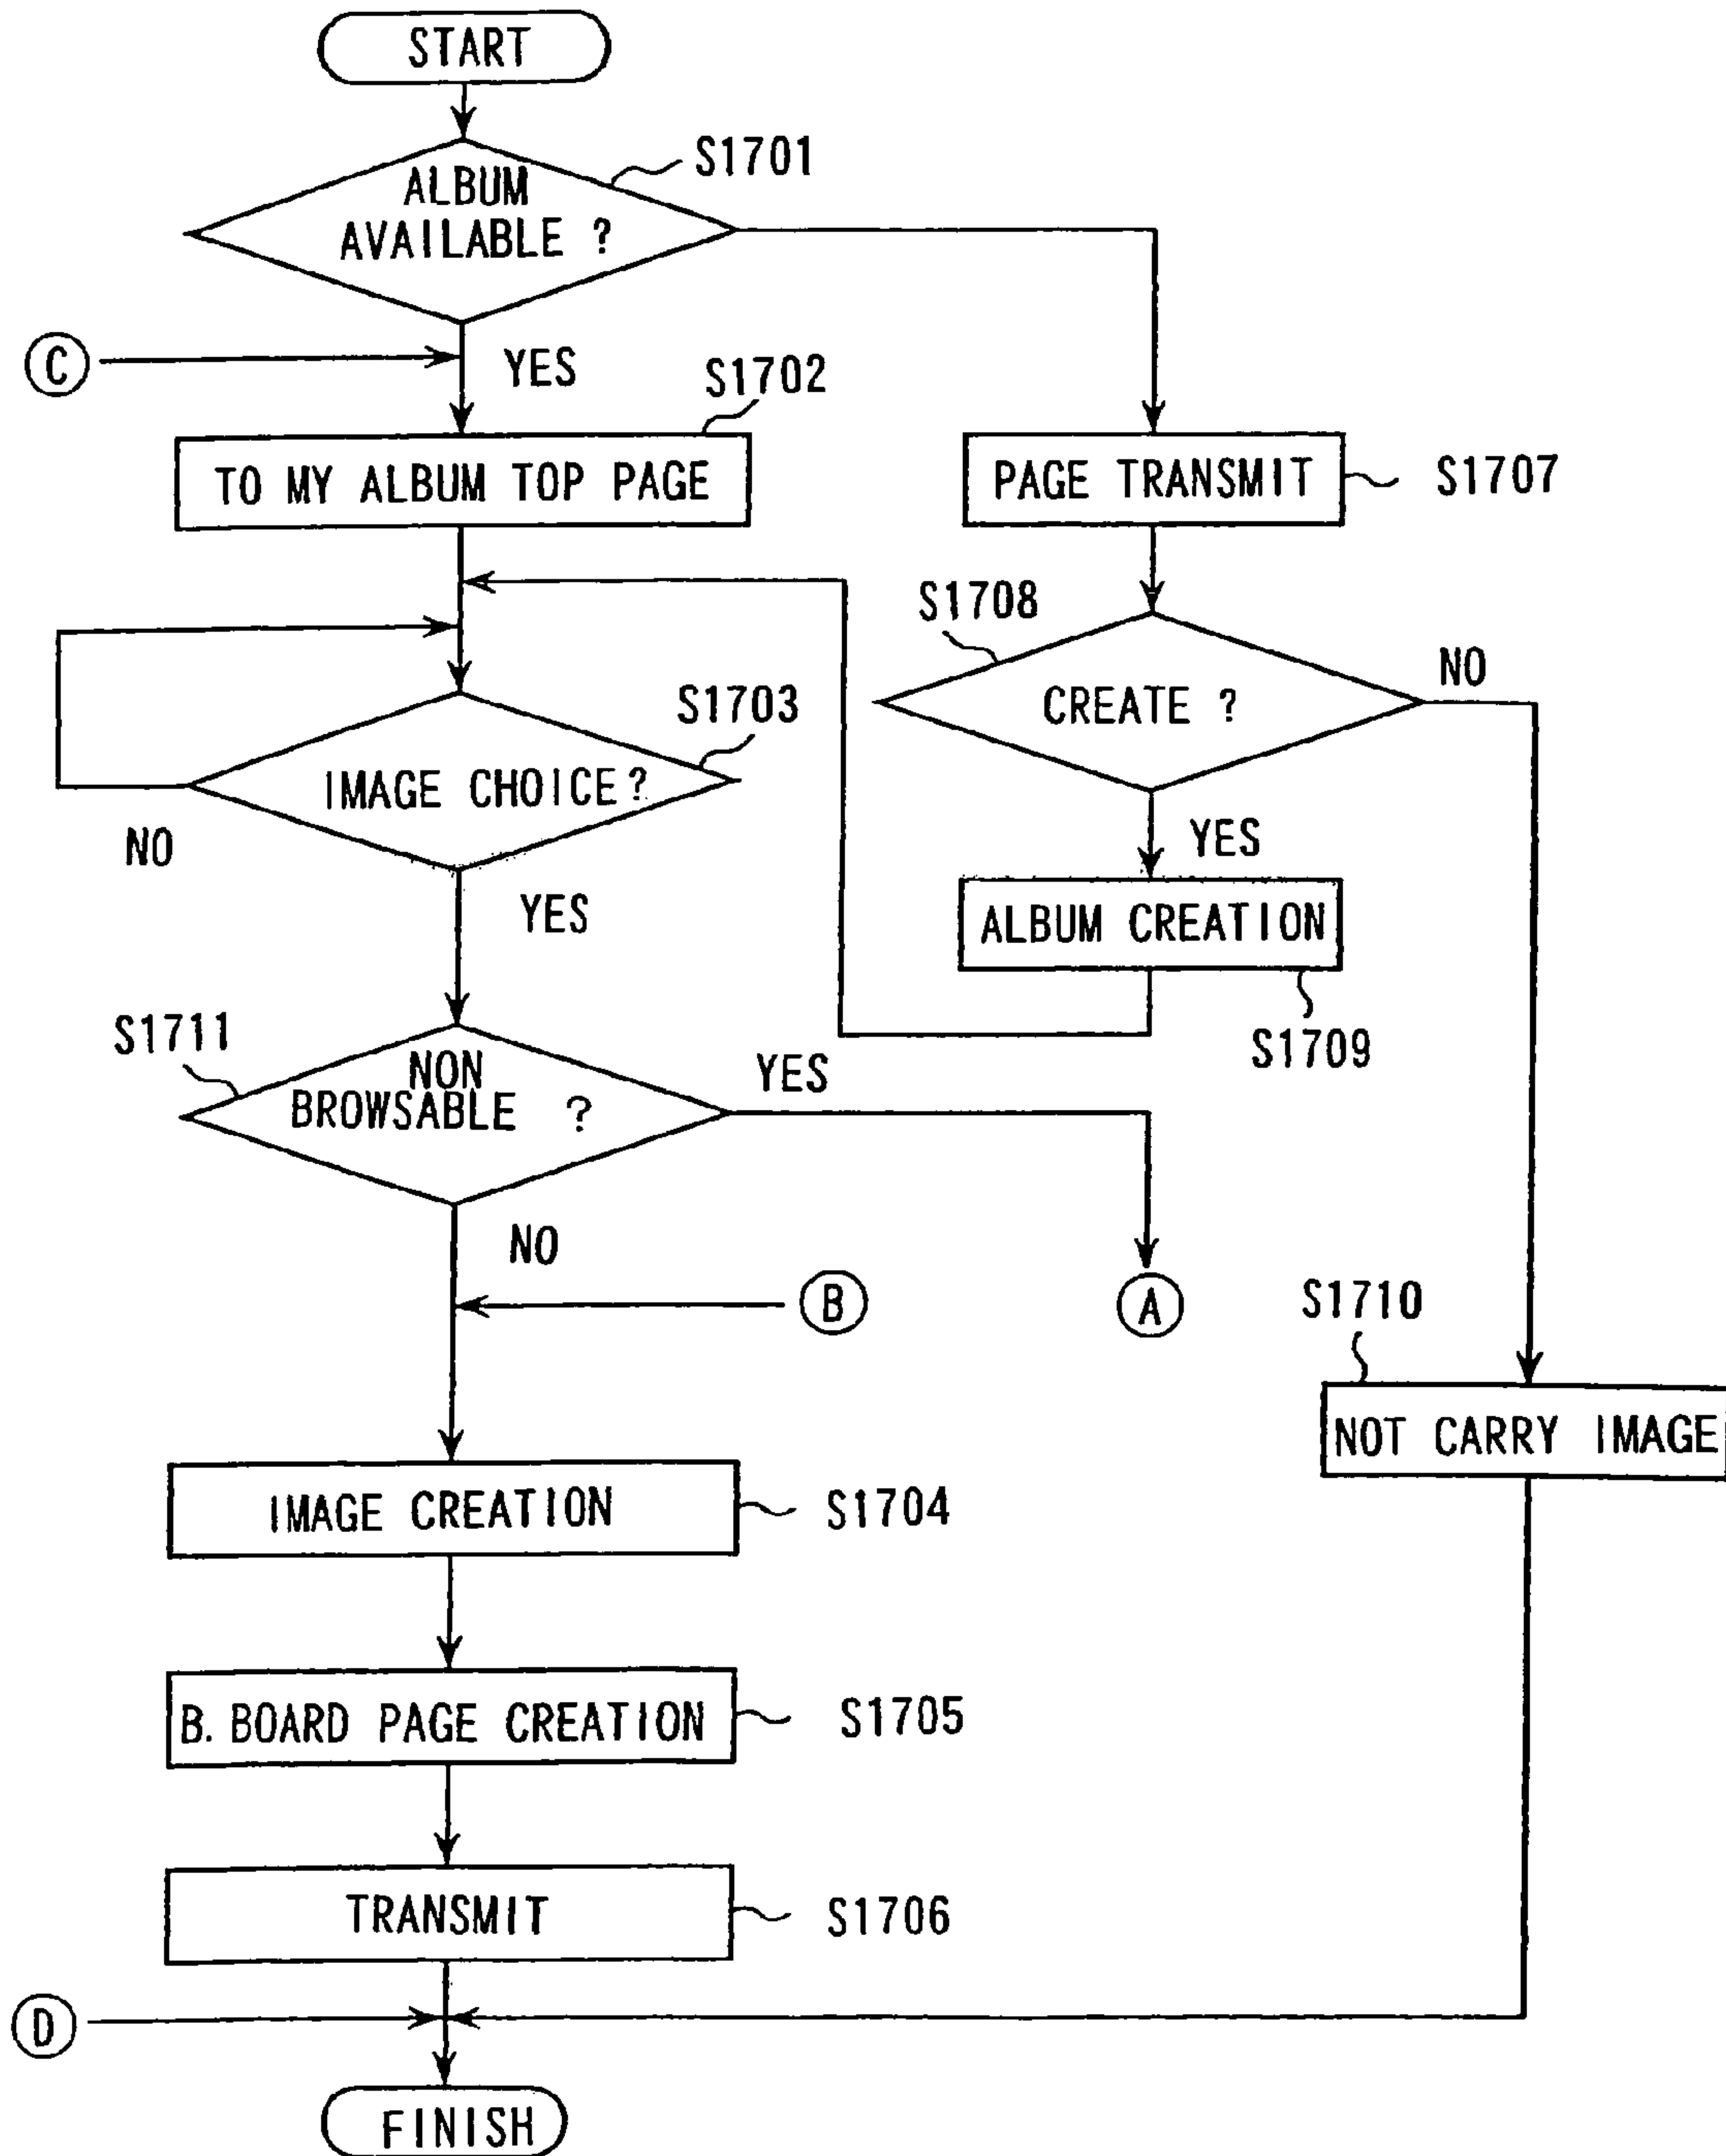 START
S1701
ALBUM
AVAILABLE ?
C
YES
S1702
TO MY ALBUM TOP PAGE
PAGE TRANSMIT
S1707
S1708
NO
CREATE ?
S1703
IMAGE CHOICE?
NO
YES
YES
ALBUM CREATION
S1709
S1711
NON
BROWSABLE ?
YES
NO
B
A
S1710
NOT CARRY IMAGE
IMAGE CREATION
S1704
B. BOARD PAGE CREATION
S1705
TRANSMIT
S1706
D
FINISH